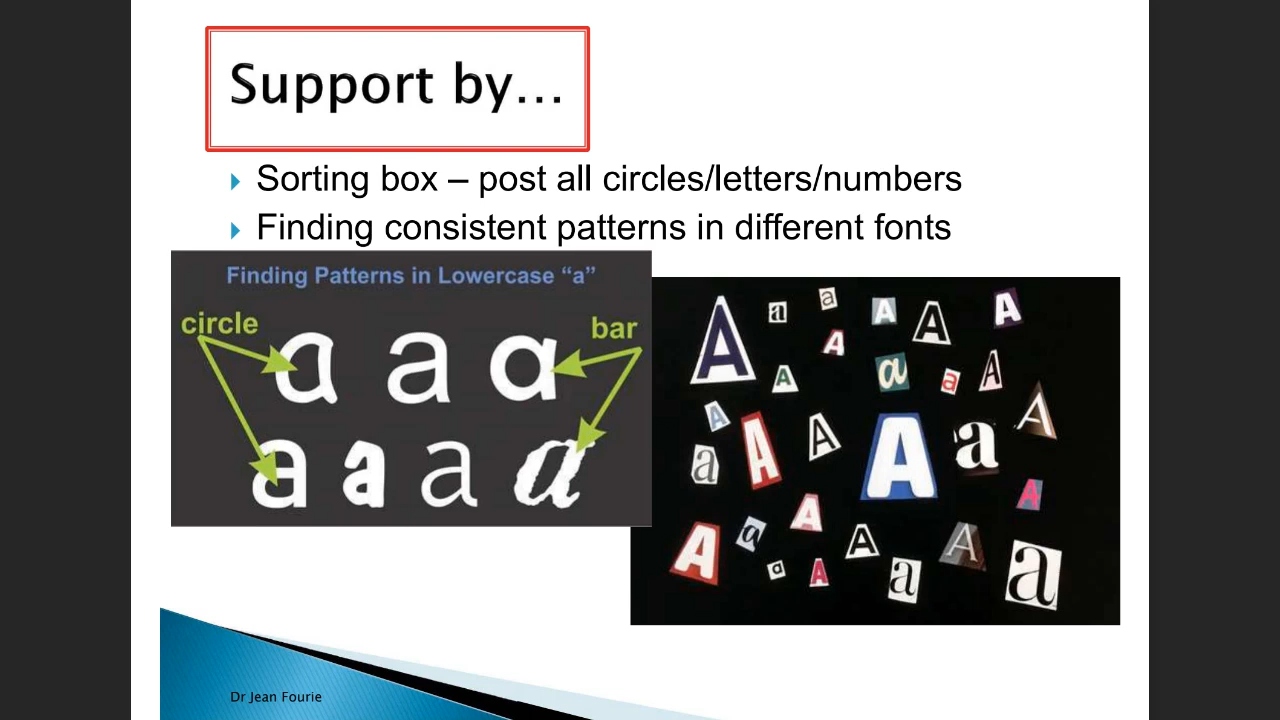 Support by...
Sorting box – post all circles/letters/numbers
Finding consistent patterns in different fonts
Finding Patterns in Lowercase “a”
circle
bar
a a a
a a a a
A a a A A A
A
A a a A
A A
A A A a
a
A
A A
A a A a A
a A a
Dr Jean Fourie